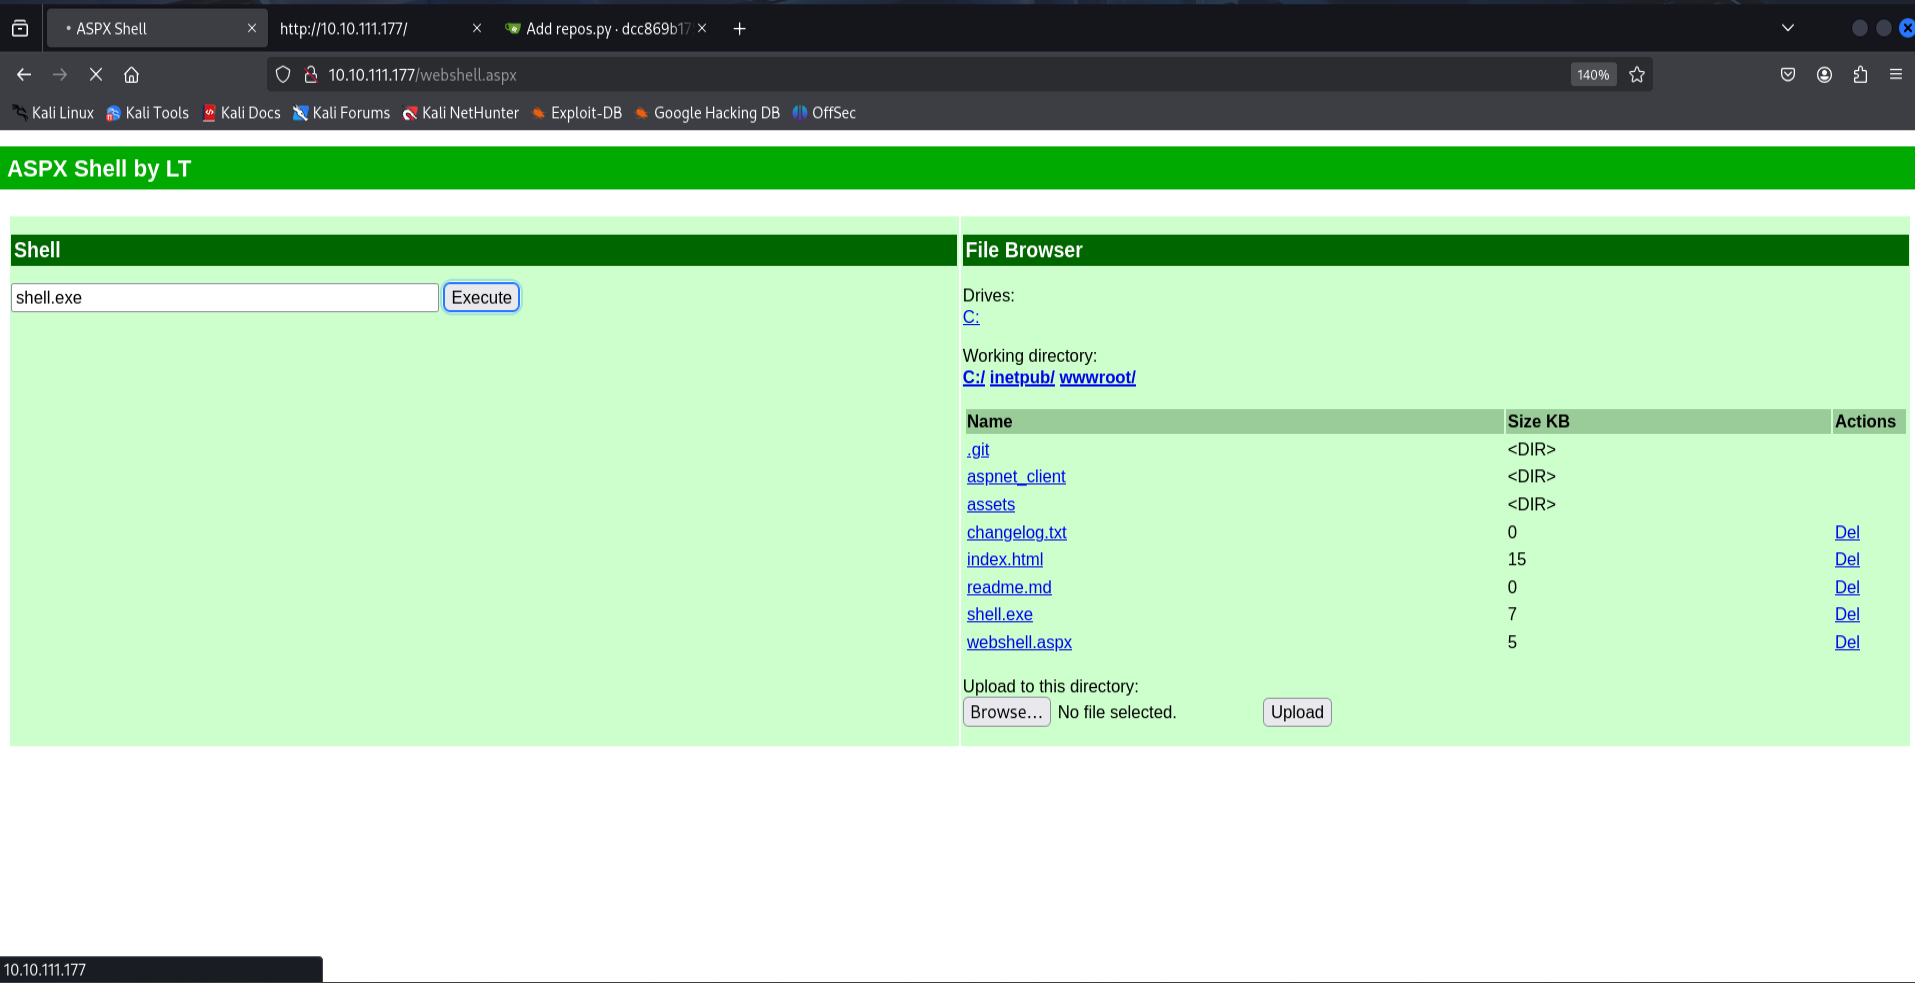 ASPX Shell
http://10.10.111.177/
Add repos.py · dcc869b17
10.10.111.177/webshell.aspx
140%
Kali Linux Kali Tools Kali Docs Kali Forums Kali NetHunter Exploit-DB Google Hacking DB OffSec
ASPX Shell by LT
Shell
shell.exe Execute
File Browser
Drives:
C:
Working directory:
C:/ inetpub/ wwwroot/
Name Size KB Actions
.git <DIR>
aspnet_client <DIR>
assets <DIR>
changelog.txt 0 Del
index.html 15 Del
readme.md 0 Del
shell.exe 7 Del
webshell.aspx 5 Del
Upload to this directory:
Browse... No file selected. Upload
10.10.111.177